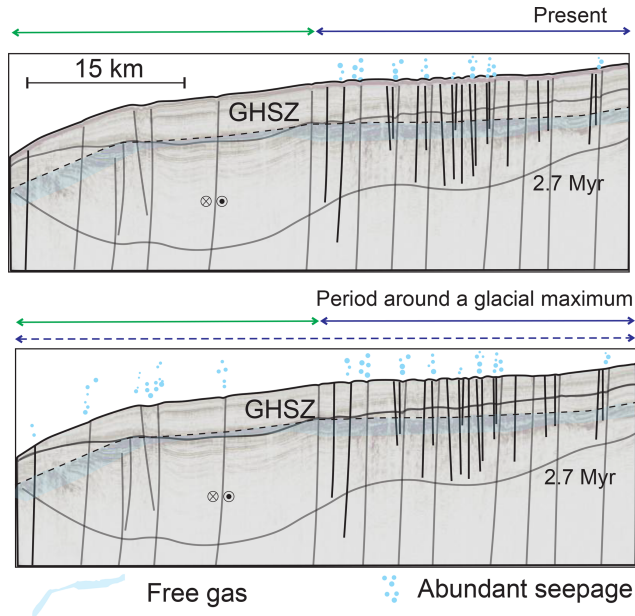 Present
15 km
GHSZ
2.7 Myr
Period around a glacial maximum
GHSZ
2.7 Myr
Free gas
Abundant seepage